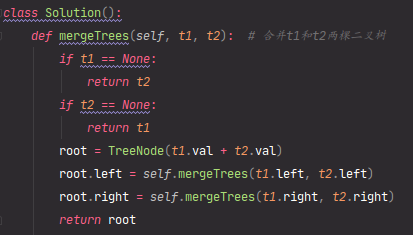 class Solution():
    def mergeTrees(self, t1, t2):  # 合并t1和t2两棵二叉树
        if t1 == None:
            return t2
        if t2 == None:
            return t1
        root = TreeNode(t1.val + t2.val)
        root.left = self.mergeTrees(t1.left, t2.left)
        root.right = self.mergeTrees(t1.right, t2.right)
        return root